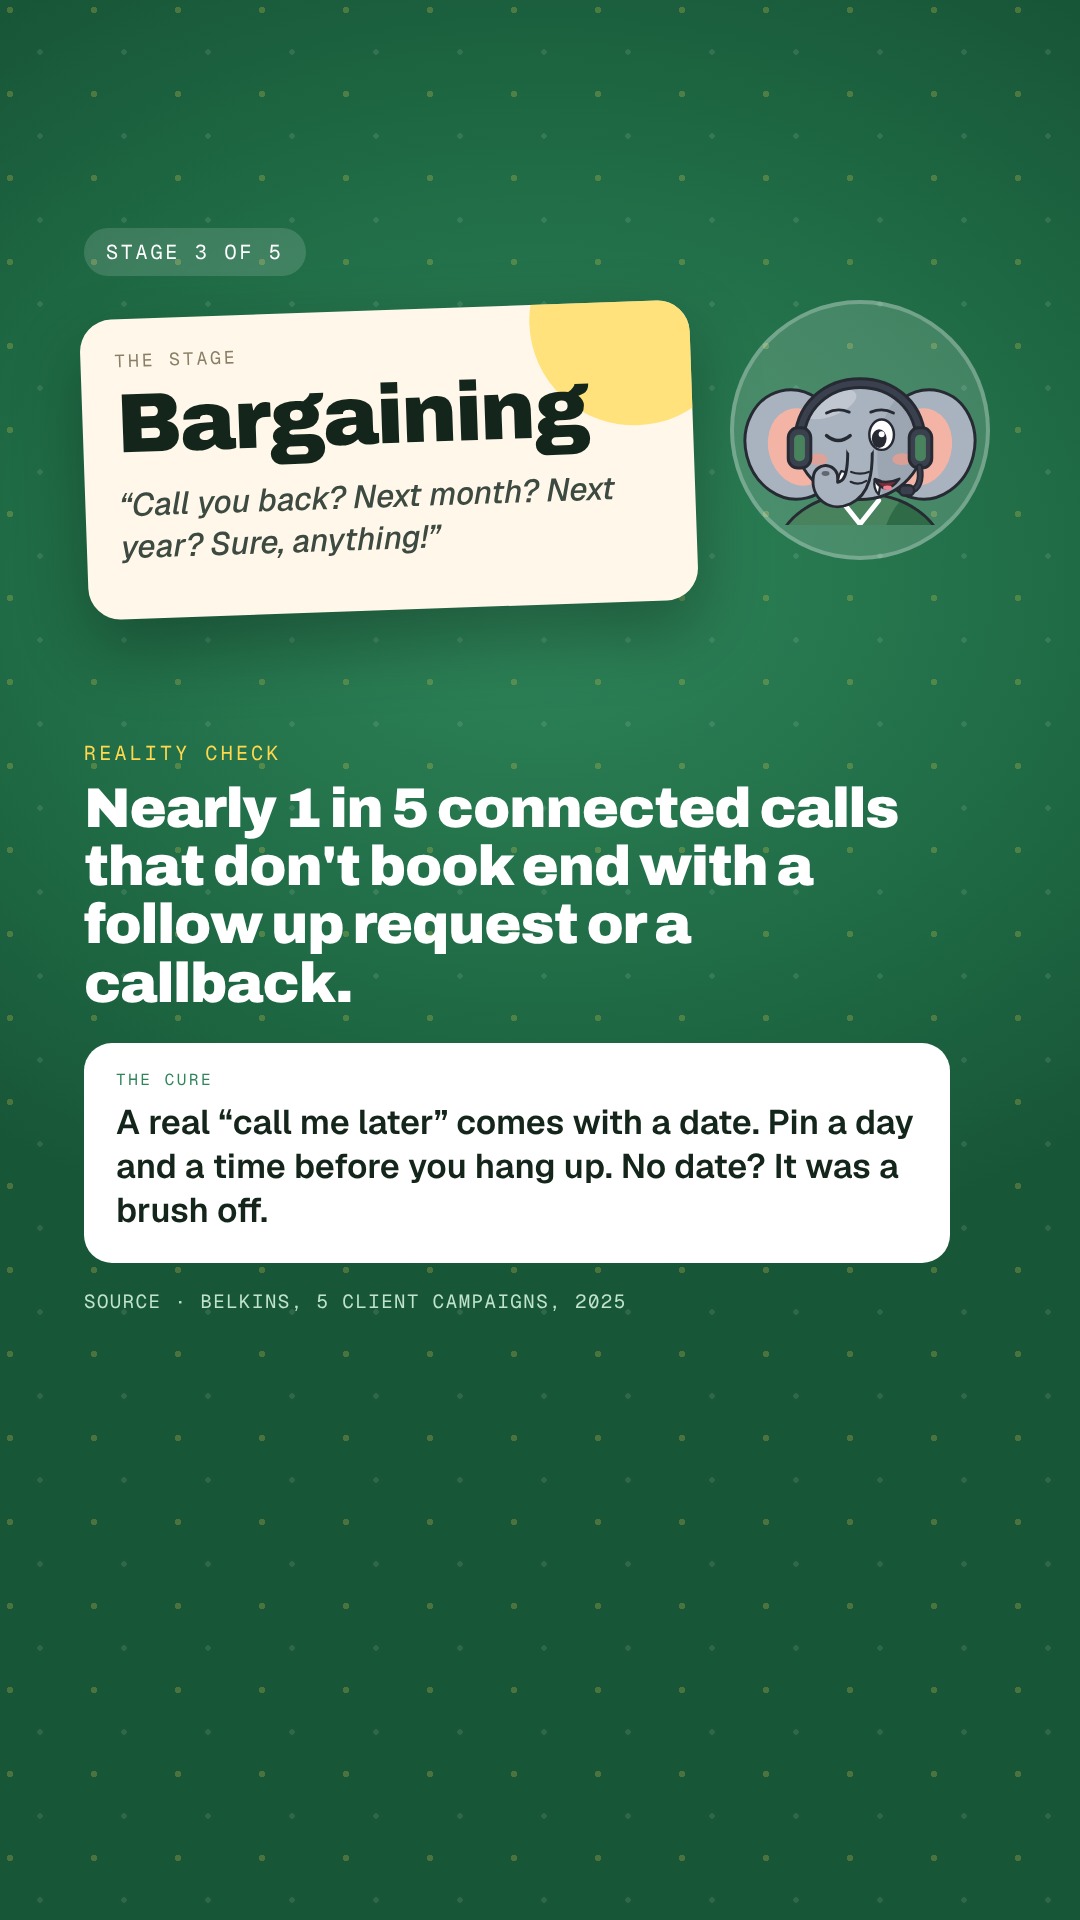 STAGE 3 OF 5
THE STAGE
Bargaining
“Call you back? Next month? Next
year? Sure, anything!”
REALITY CHECK
Nearly 1 in 5 connected calls
that don't book end with a
follow up request or a
callback.
THE CURE
A real “call me later” comes with a date. Pin a day
and a time before you hang up. No date? It was a
brush off.
SOURCE · BELKINS, 5 CLIENT CAMPAIGNS, 2025